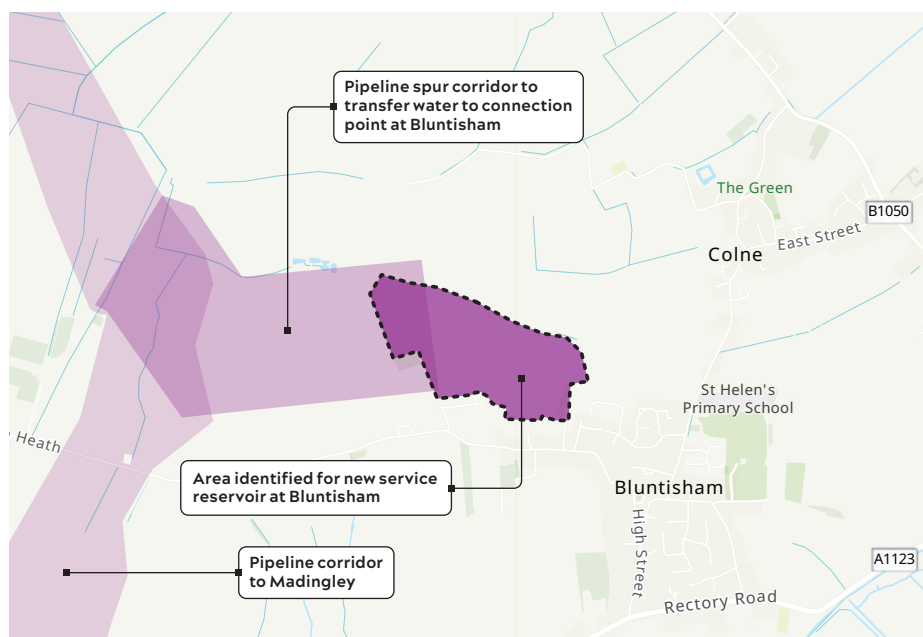 Pipeline spur corridor to
transfer water to connection
point at Bluntisham
The Green
B1050
East Street
Colne
St Helen's
Primary School
Heath
Area identified for new service
reservoir at Bluntisham
Bluntisham
High Street
Pipeline corridor
to Madingley
A1123
Rectory Road